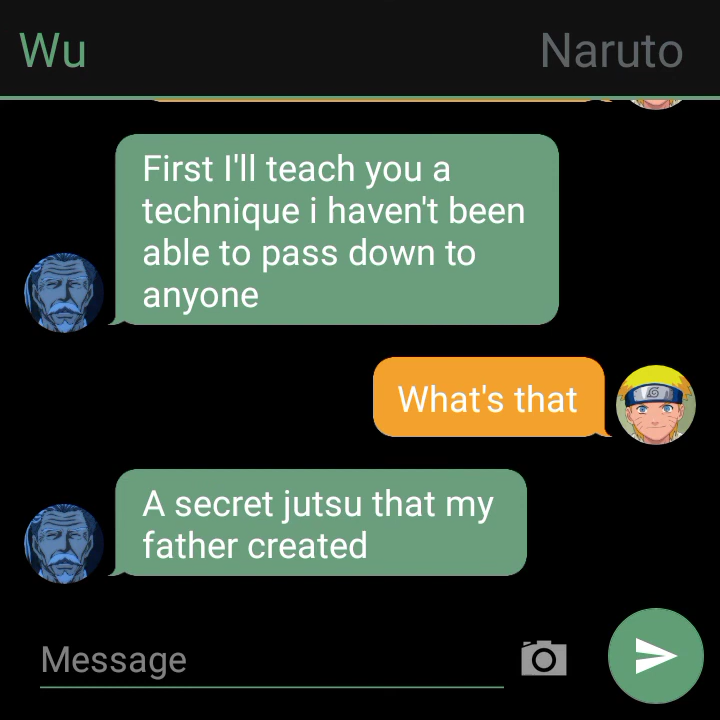 Wu
Naruto
First I'll teach you a
technique i haven't been
able to pass down to
anyone
What's that
A secret jutsu that my
father created
Message